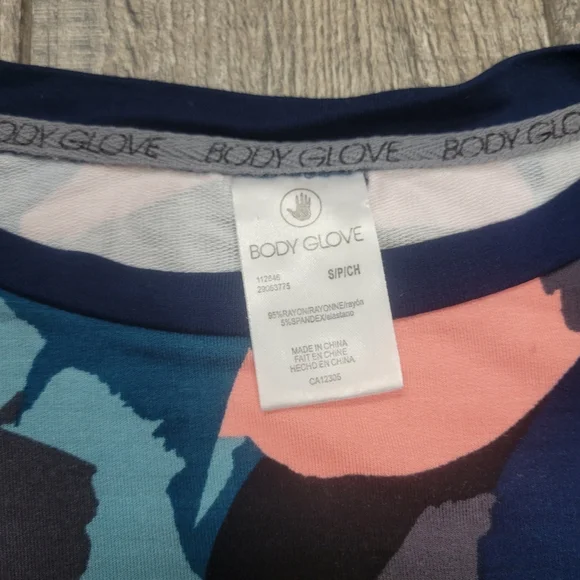 BODY GLOVE BODY GLOVE BODY GLOVE
BODY GLOVE
112646 S/P/CH
29083775
95%RAYON/RAYONNE/rayón
5%SPANDEX/elastano
MADE IN CHINA
FAIT EN CHINE
HECHO EN CHINA
CA12335